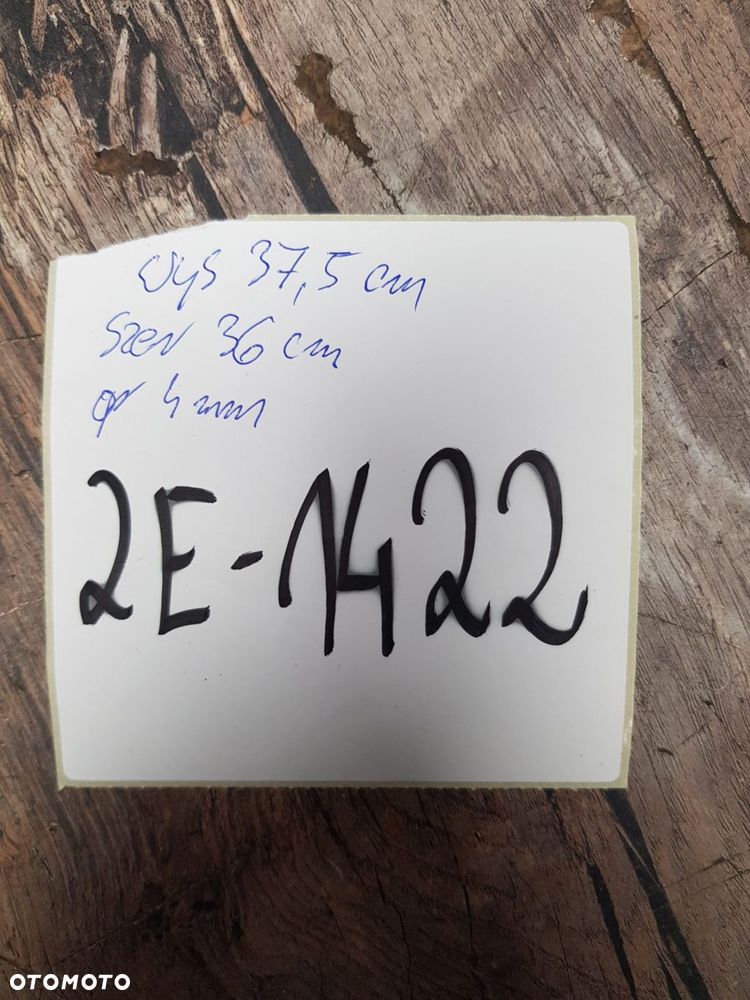 wys 37,5 cm
szer 36 cm
gr 4 mm
2E-1422
OTOMOTO